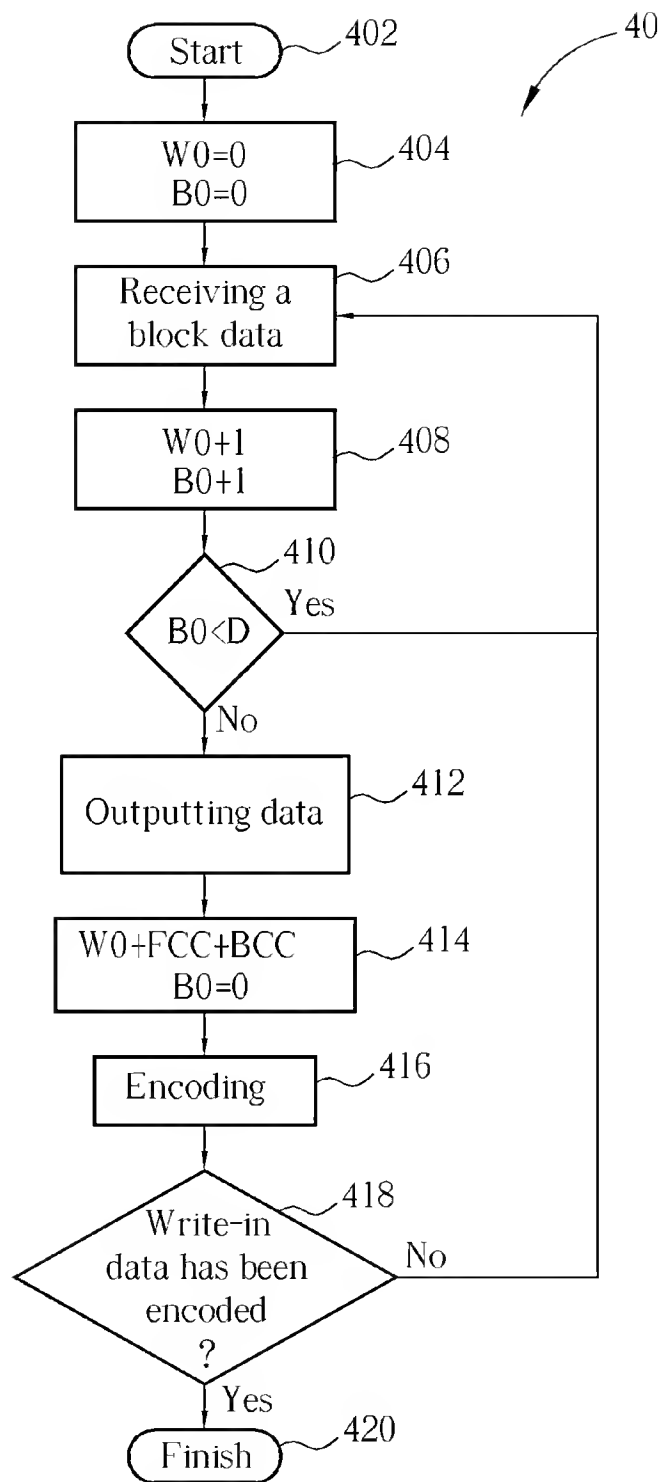 40
Start
402
W0=0
B0=0
404
Receiving a
block data
406
W0+1
B0+1
408
410
B0<D
Yes
No
Outputting data
412
W0+FCC+BCC
B0=0
414
Encoding
416
418
Write-in
data has been
encoded
?
No
Yes
Finish
420